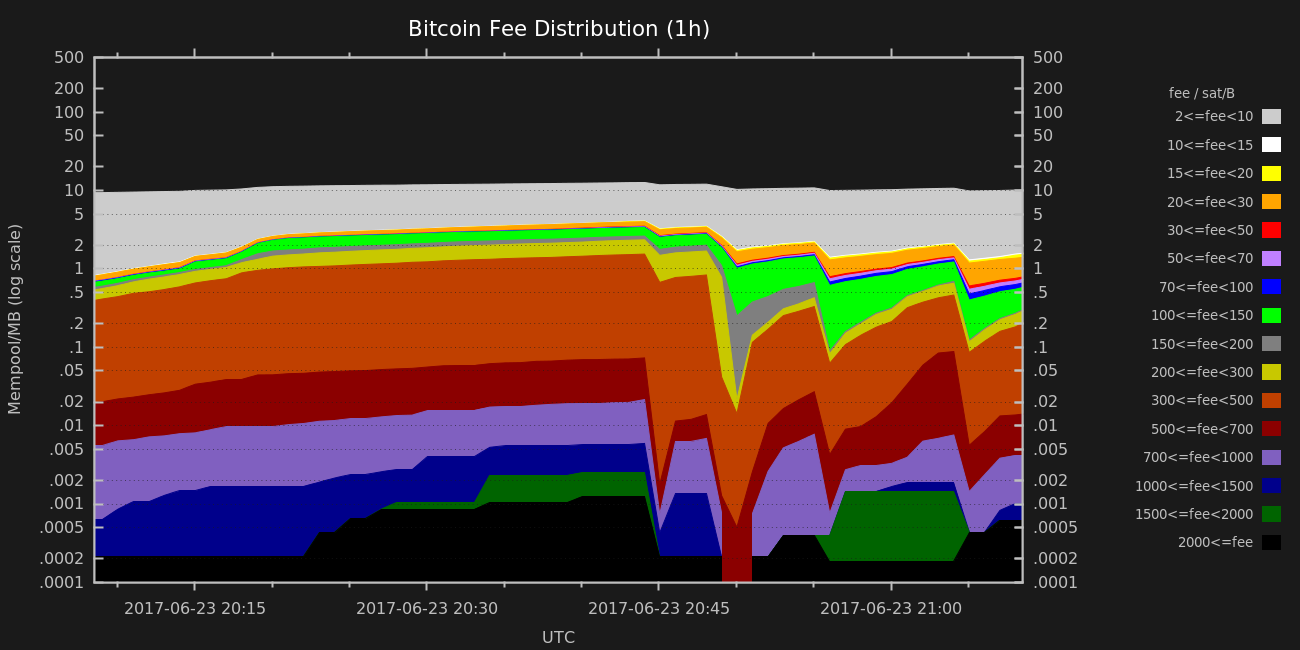 Bitcoin Fee Distribution (1h)
Mempool/MB (log scale)
500
200
100
50
20
10
5
2
1
.5
.2
.1
.05
.02
.01
.005
.002
.001
.0005
.0002
.0001
500
200
100
50
20
10
5
2
1
.5
.2
.1
.05
.02
.01
.005
.002
.001
.0005
.0002
.0001
2017-06-23 20:15
2017-06-23 20:30
2017-06-23 20:45
2017-06-23 21:00
UTC
fee / sat/B
2<=fee<10
10<=fee<15
15<=fee<20
20<=fee<30
30<=fee<50
50<=fee<70
70<=fee<100
100<=fee<150
150<=fee<200
200<=fee<300
300<=fee<500
500<=fee<700
700<=fee<1000
1000<=fee<1500
1500<=fee<2000
2000<=fee